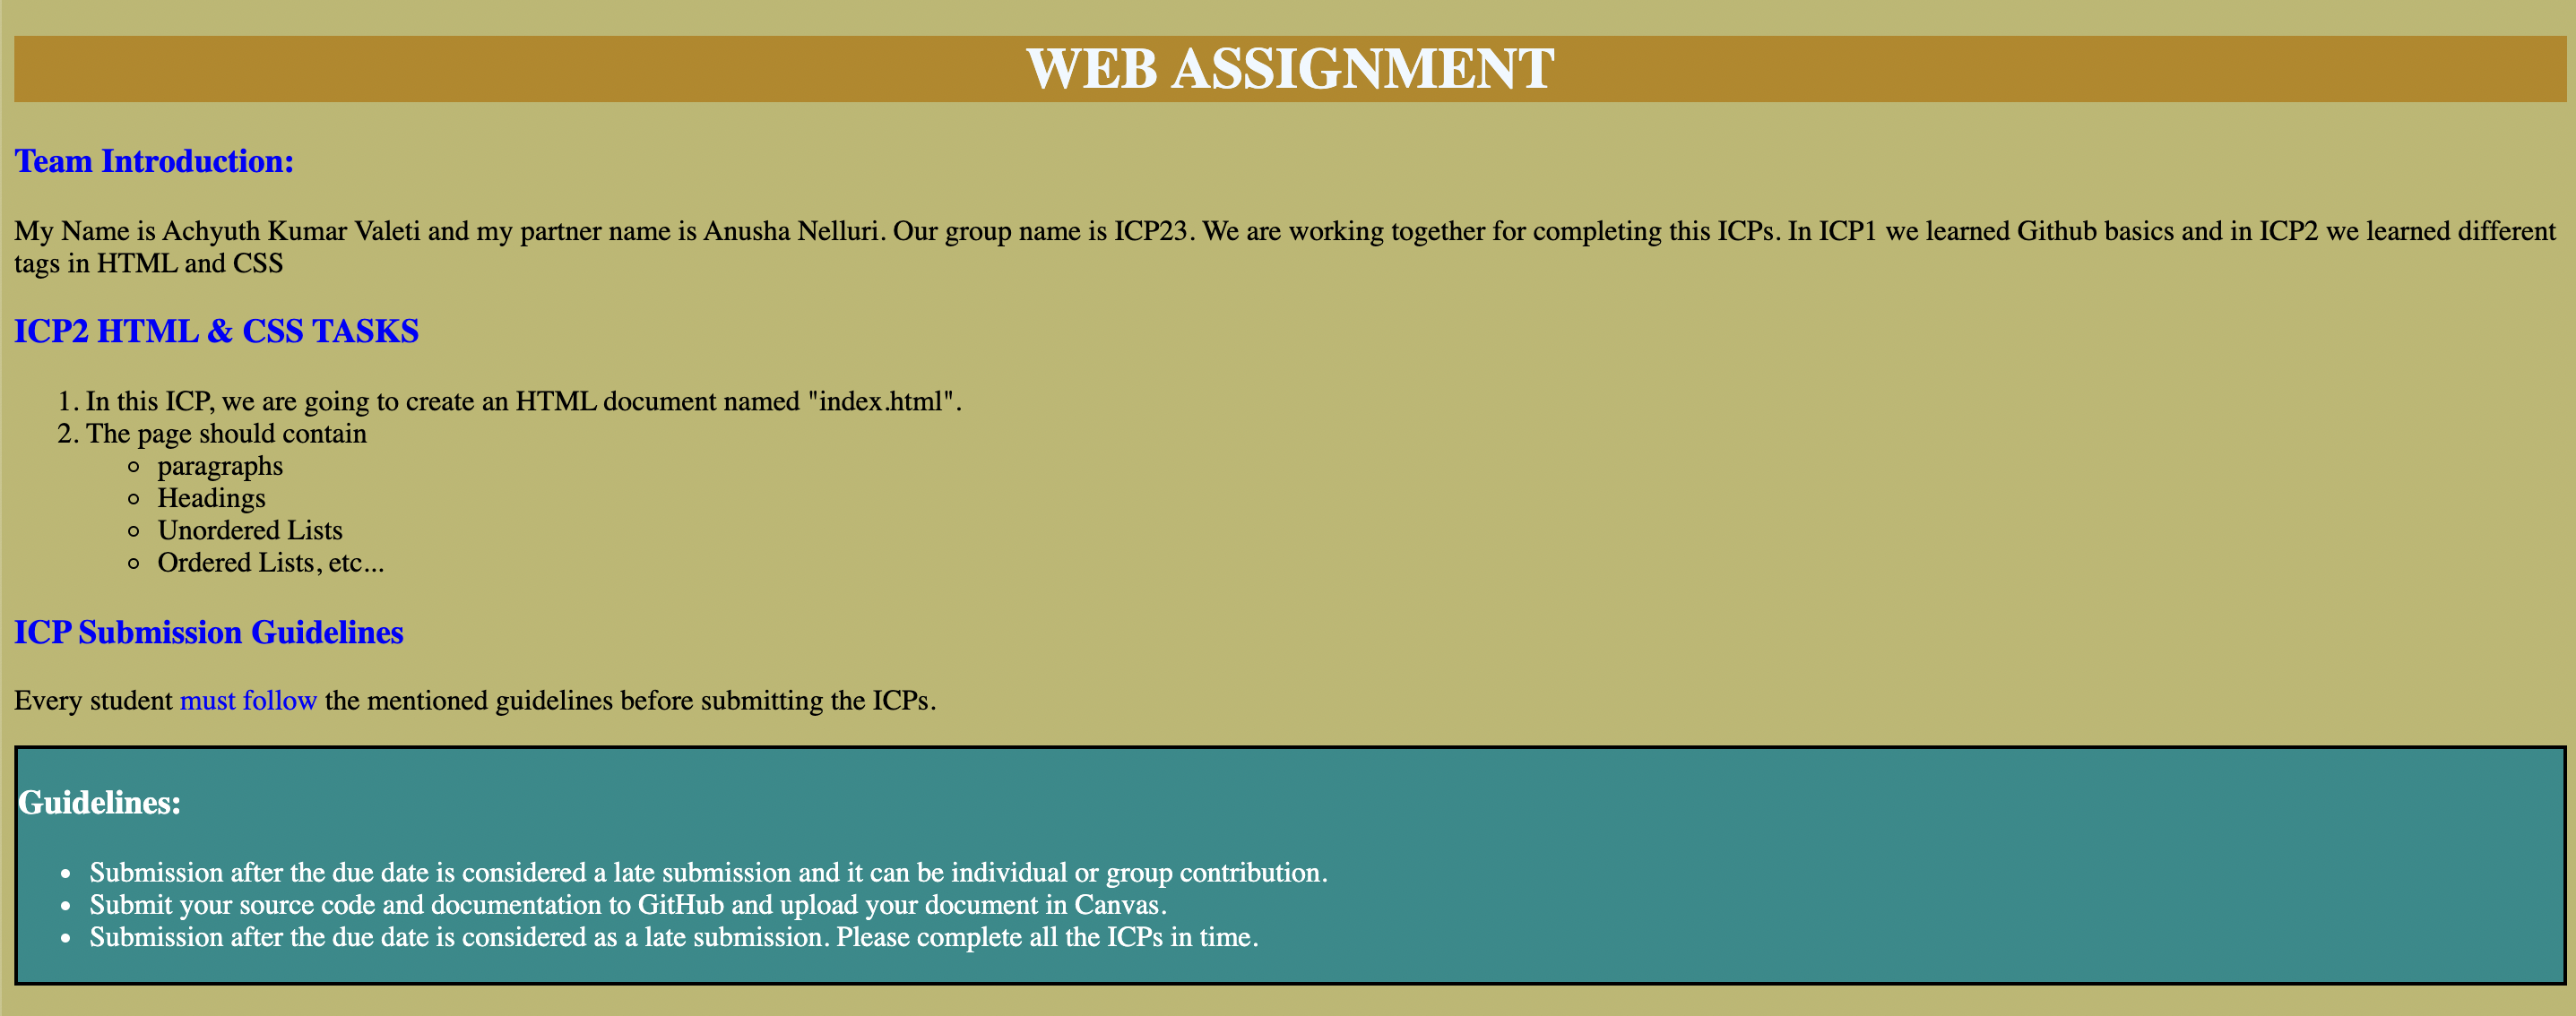 WEB ASSIGNMENT
Team Introduction:
My Name is Achyuth Kumar Valeti and my partner name is Anusha Nelluri. Our group name is ICP23. We are working together for completing this ICPs. In ICP1 we learned Github basics and in ICP2 we learned different
tags in HTML and CSS
ICP2 HTML & CSS TASKS
1. In this ICP, we are going to create an HTML document named "index.html".
2. The page should contain
◦ paragraphs
◦ Headings
◦ Unordered Lists
◦ Ordered Lists, etc...
ICP Submission Guidelines
Every student must follow the mentioned guidelines before submitting the ICPs.
Guidelines:
• Submission after the due date is considered a late submission and it can be individual or group contribution.
• Submit your source code and documentation to GitHub and upload your document in Canvas.
• Submission after the due date is considered as a late submission. Please complete all the ICPs in time.